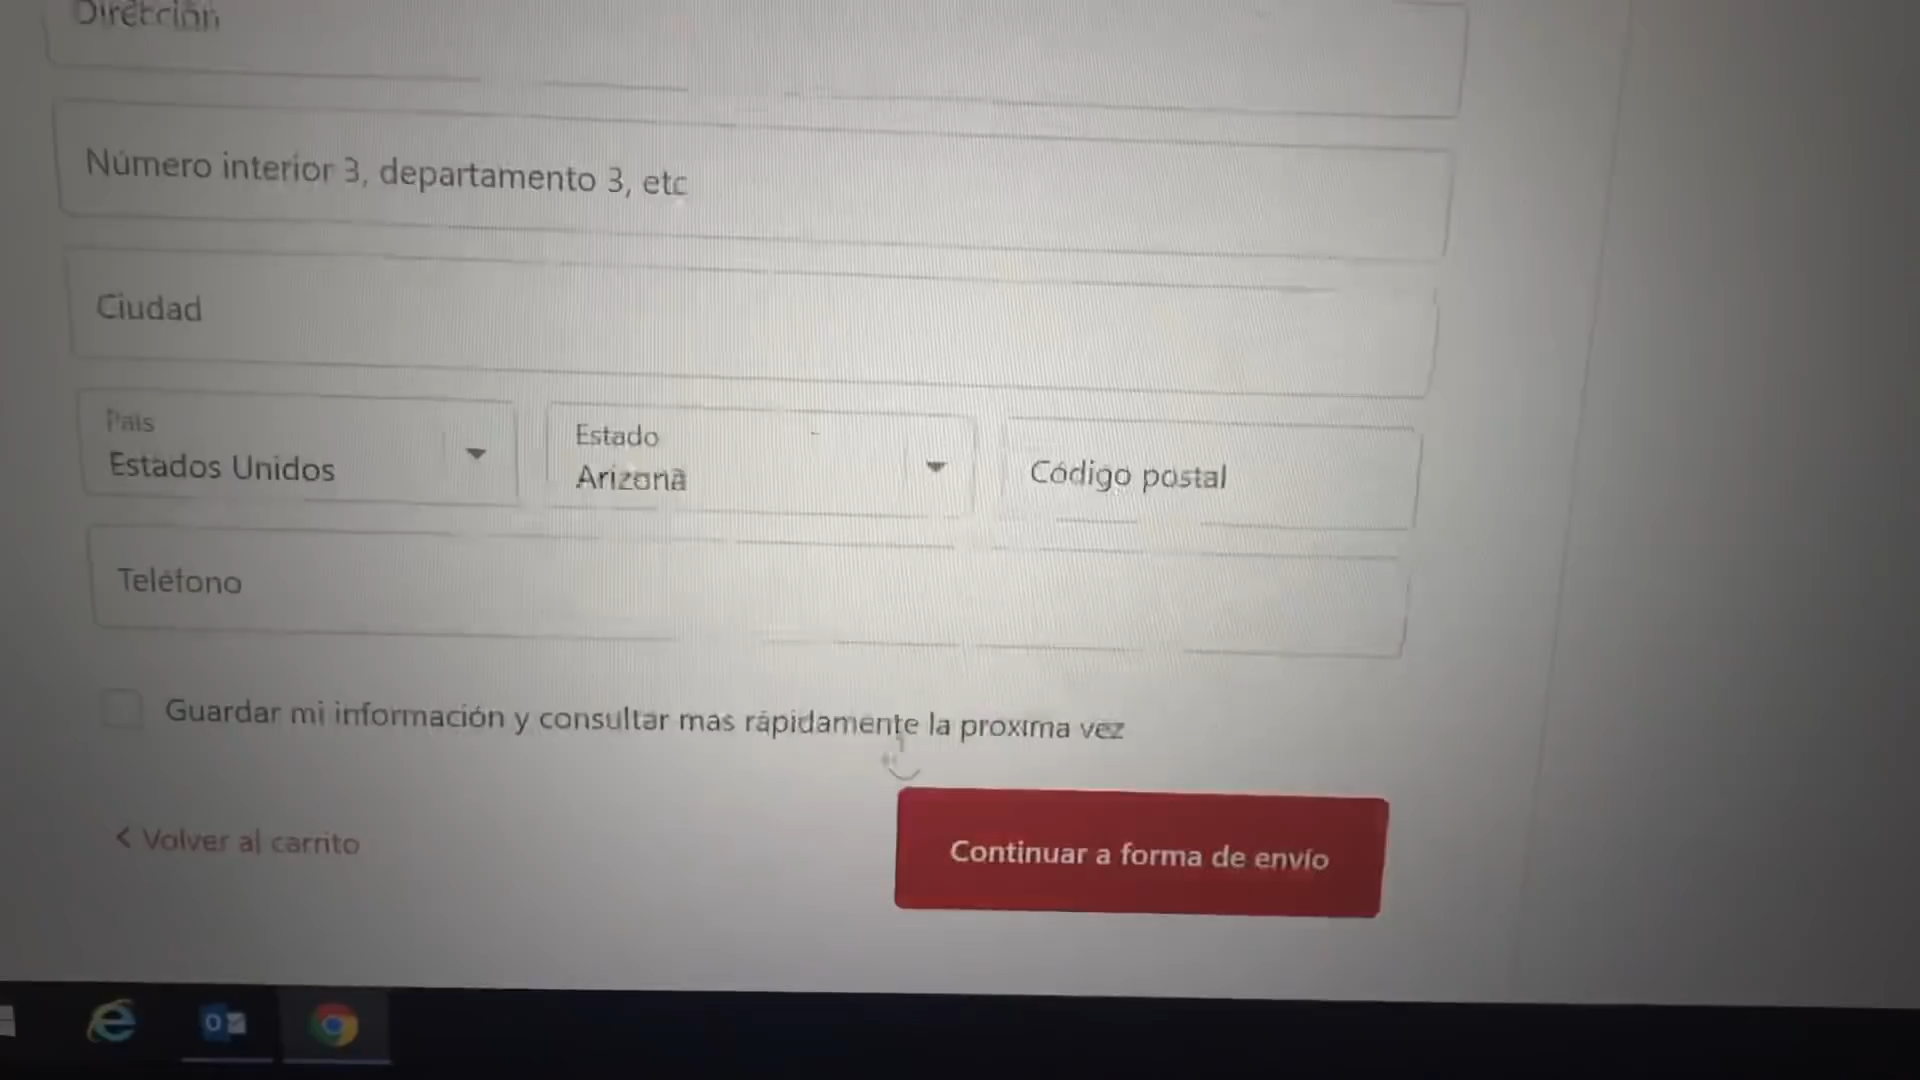 Dirección
Número interior 3, departamento 3, etc
Ciudad
País
Estados Unidos
Estado
Arizona
Código postal
Teléfono
Guardar mi información y consultar mas rápidamente la proxima vez
< Volver al carrito
Continuar a forma de envío